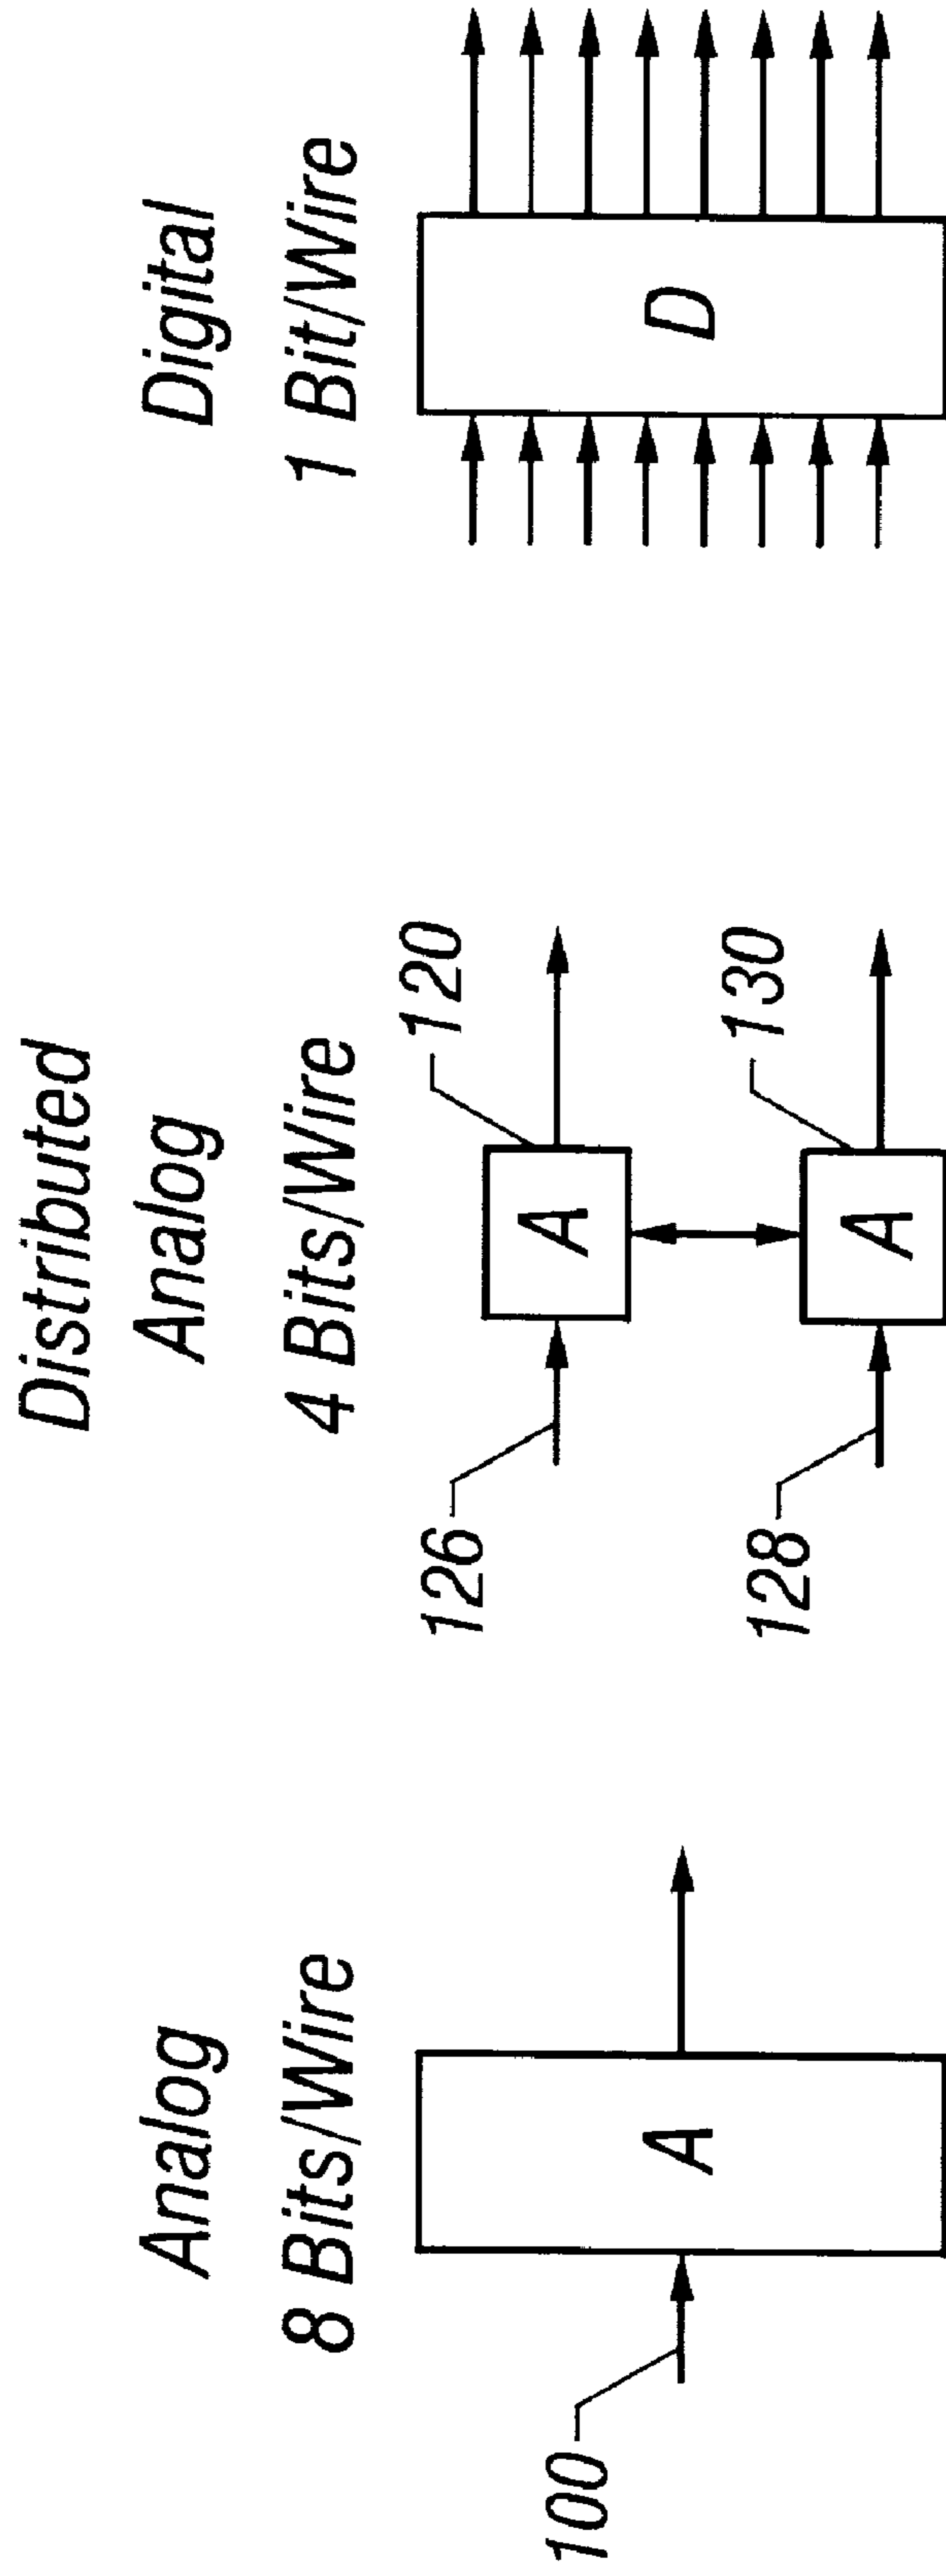 Analog
8 Bits/Wire
100
A
Distributed
Analog
4 Bits/Wire
126
120
A
128
130
A
Digital
1 Bit/Wire
D